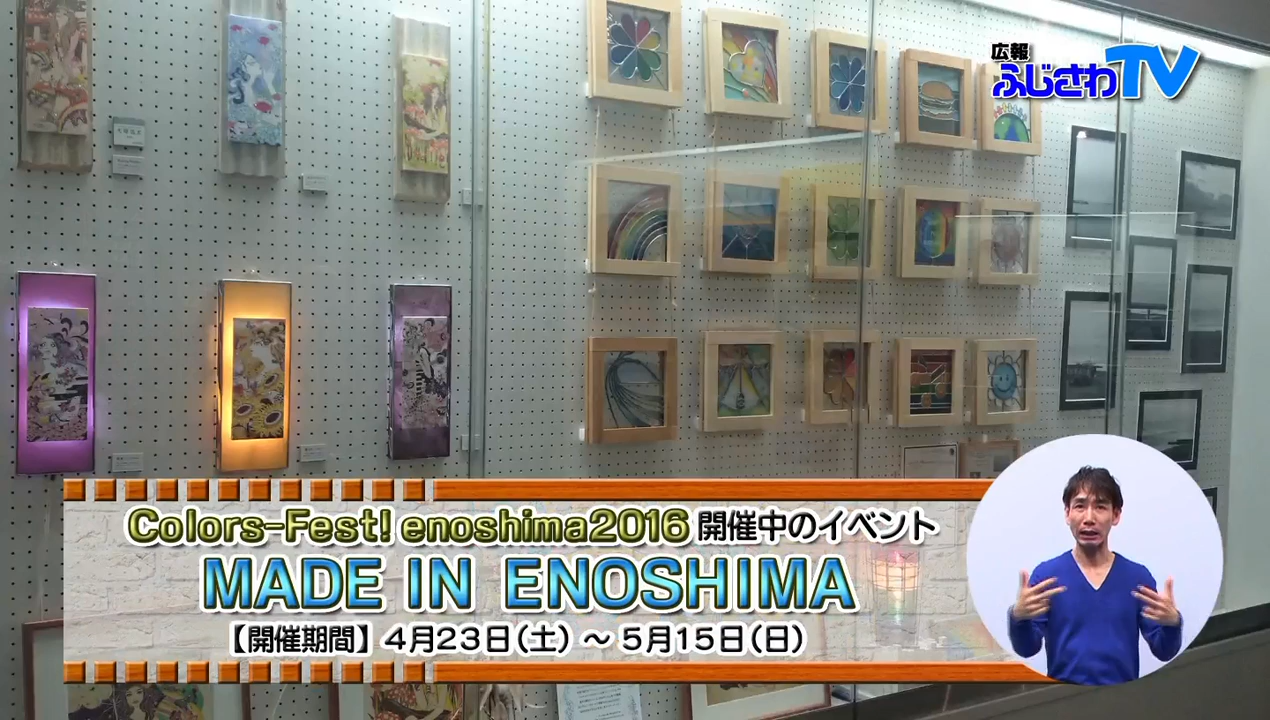 広報
ふじさわTV
Colors-Fest! enoshima2016 開催中のイベント
MADE IN ENOSHIMA
【開催期間】 4月23日(土) ～ 5月15日(日)